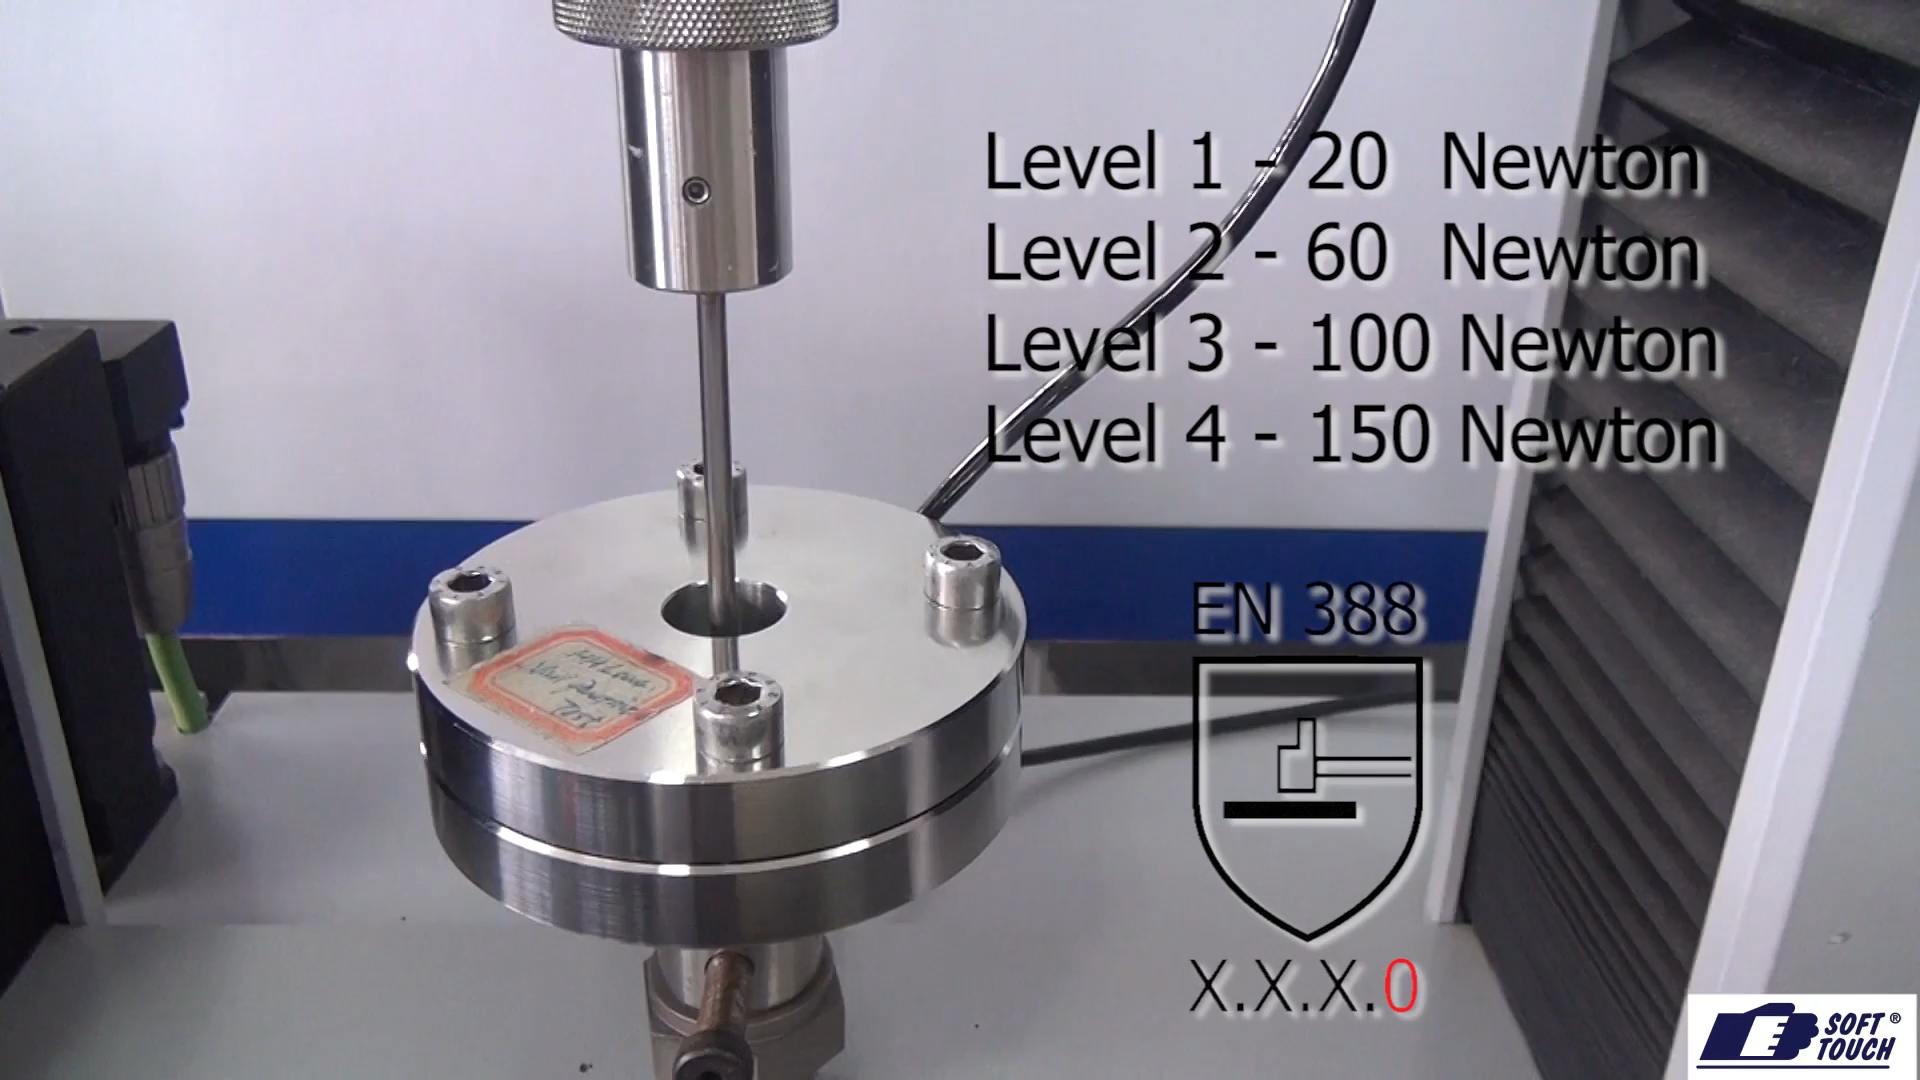 Level 1 - 20 Newton
Level 2 - 60 Newton
Level 3 - 100 Newton
Level 4 - 150 Newton
EN 388
X.X.X.0
SOFT ®
TOUCH